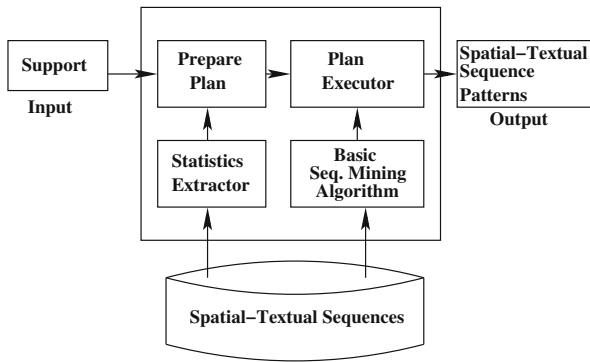 Support
Input
Prepare
Plan
Plan
Executor
Spatial−Textual
Sequence
Patterns
Output
Statistics
Extractor
Basic
Seq. Mining
Algorithm
Spatial−Textual Sequences